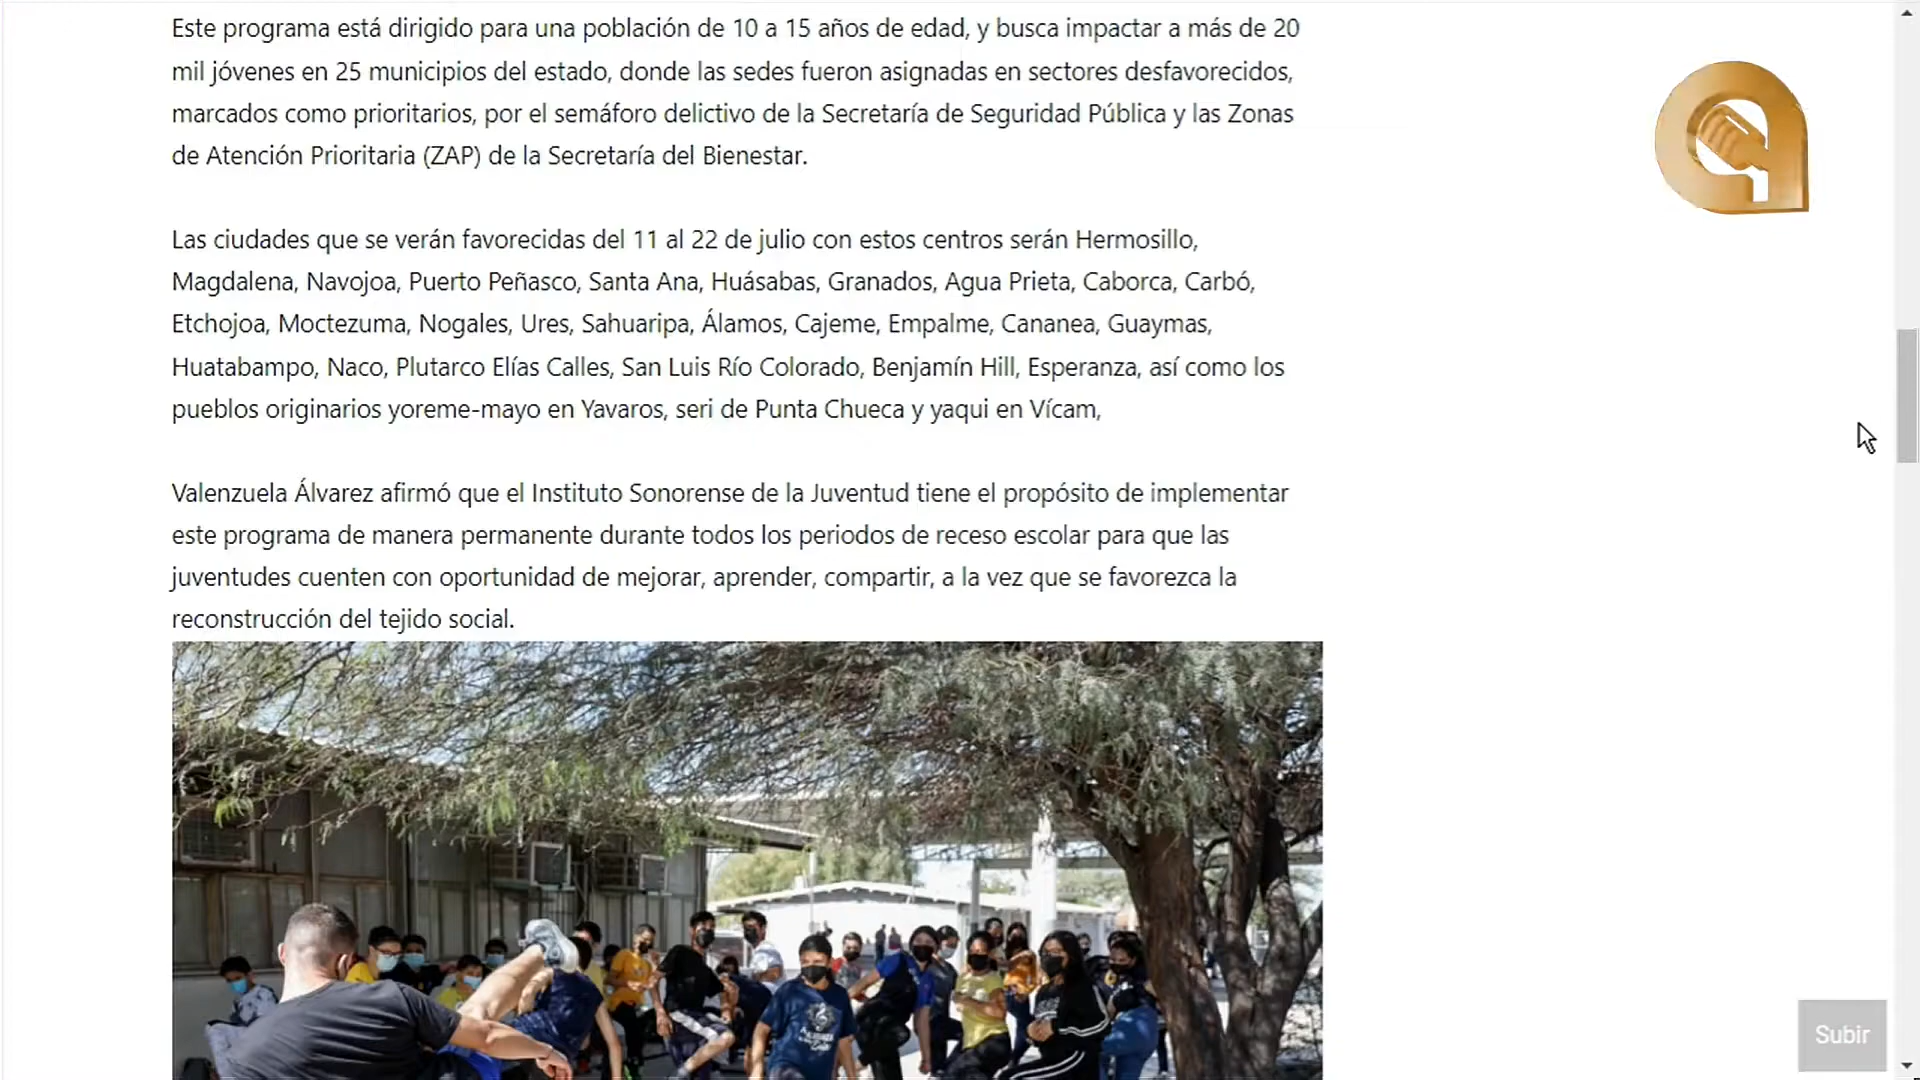 Este programa está dirigido para una población de 10 a 15 años de edad, y busca impactar a más de 20
mil jóvenes en 25 municipios del estado, donde las sedes fueron asignadas en sectores desfavorecidos,
marcados como prioritarios, por el semáforo delictivo de la Secretaría de Seguridad Pública y las Zonas
de Atención Prioritaria (ZAP) de la Secretaría del Bienestar.
Las ciudades que se verán favorecidas del 11 al 22 de julio con estos centros serán Hermosillo,
Magdalena, Navojoa, Puerto Peñasco, Santa Ana, Huásabas, Granados, Agua Prieta, Caborca, Carbó,
Etchojoa, Moctezuma, Nogales, Ures, Sahuaripa, Álamos, Cajeme, Empalme, Cananea, Guaymas,
Huatabampo, Naco, Plutarco Elías Calles, San Luis Río Colorado, Benjamín Hill, Esperanza, así como los
pueblos originarios yoreme-mayo en Yavaros, seri de Punta Chueca y yaqui en Vícam,
Valenzuela Álvarez afirmó que el Instituto Sonorense de la Juventud tiene el propósito de implementar
este programa de manera permanente durante todos los periodos de receso escolar para que las
juventudes cuenten con oportunidad de mejorar, aprender, compartir, a la vez que se favorezca la
reconstrucción del tejido social.
Subir